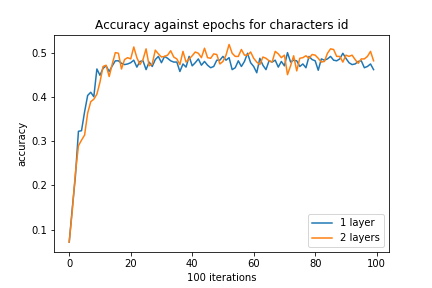 Accuracy against epochs for characters id
accuracy
0.5
0.4
0.3
0.2
0.1
0 20 40 60 80 100
100 iterations
1 layer
2 layers